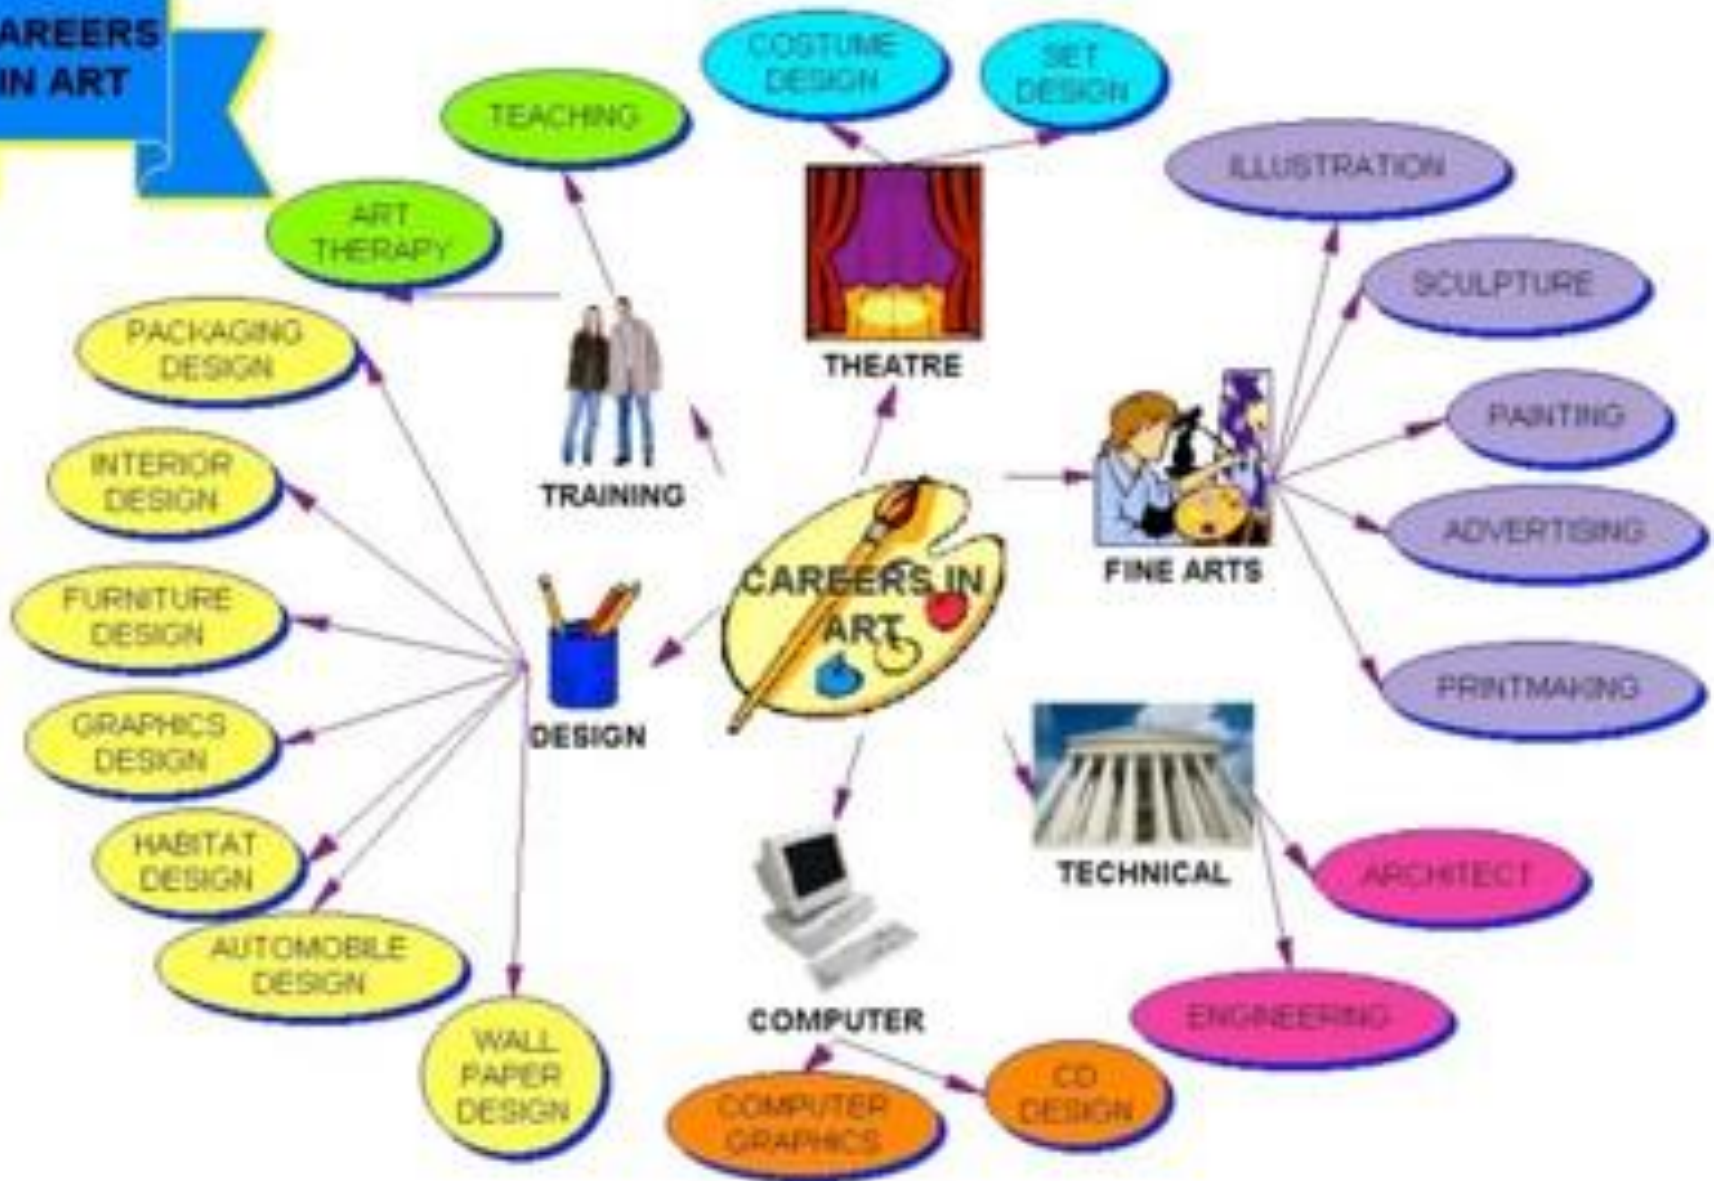 AREERS
IN ART
TEACHING
ART
THERAPY
COSTUME
DESIGN
SET
DESIGN
ILLUSTRATION
SCULPTURE
PAINTING
ADVERTISING
PRINTMAKING
PACKAGING
DESIGN
INTERIOR
DESIGN
FURNITURE
DESIGN
GRAPHICS
DESIGN
HABITAT
DESIGN
AUTOMOBILE
DESIGN
WALL
PAPER
DESIGN
TRAINING
THEATRE
FINE ARTS
CAREERS IN
ART
DESIGN
TECHNICAL
ARCHITECT
ENGINEERING
COMPUTER
COMPUTER
GRAPHICS
CD
DESIGN